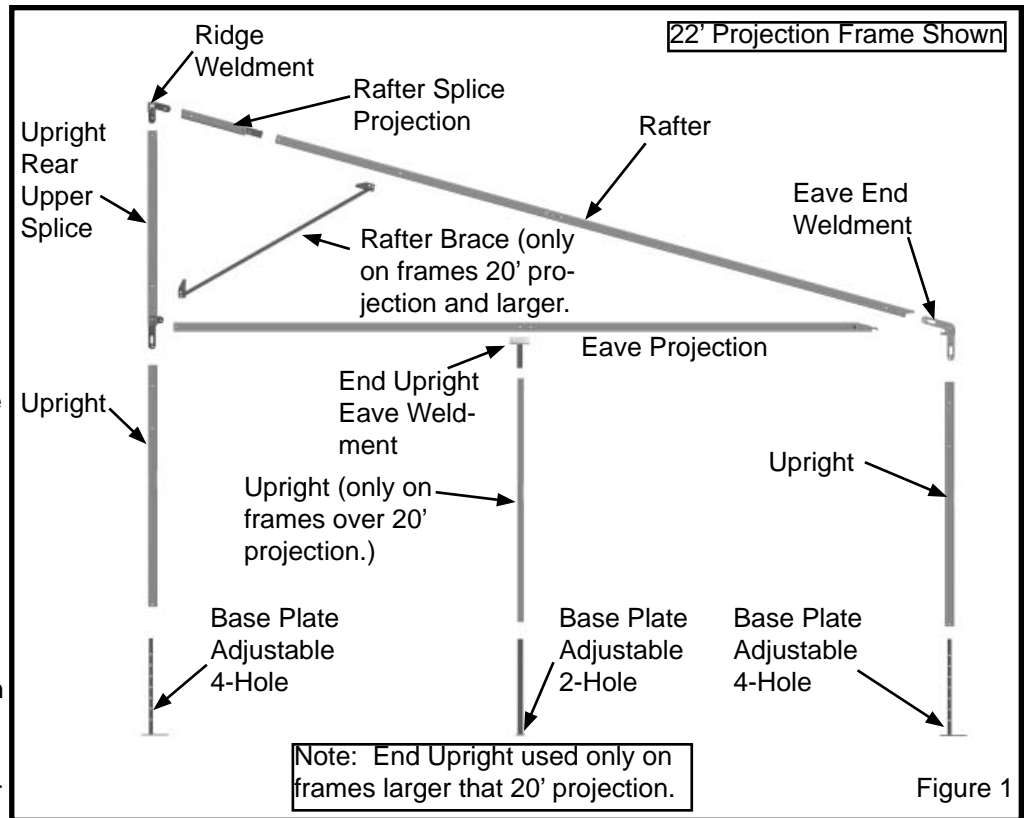 22' Projection Frame Shown
Ridge
Weldment
Rafter Splice
Projection
Rafter
Upright
Rear
Upper
Splice
Eave End
Weldment
Rafter Brace (only
on frames 20' pro-
jection and larger.
Eave Projection
End Upright
Eave Weld-
ment
Upright
Upright
Upright (only on
frames over 20'
projection.)
Base Plate
Adjustable
4-Hole
Base Plate
Adjustable
2-Hole
Base Plate
Adjustable
4-Hole
Note: End Upright used only on
frames larger that 20' projection.
Figure 1